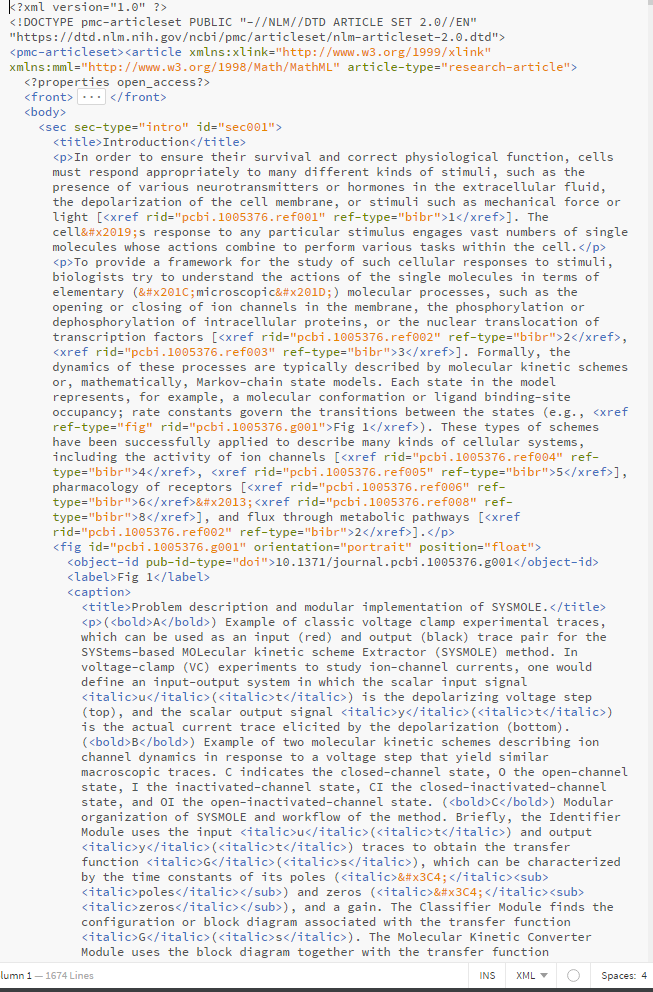 <?xml version="1.0" ?>
<!DOCTYPE pmc-articleset PUBLIC "-//NLM//DTD ARTICLE SET 2.0//EN"
"https://dtd.nlm.nih.gov/ncbi/pmc/articleset/nlm-articleset-2.0.dtd">
<pmc-articleset><article xmlns:xlink="http://www.w3.org/1999/xlink"
xmlns:mml="http://www.w3.org/1998/Math/MathML" article-type="research-article">
<?properties open_access?>
<front> ··· </front>
<body>
<sec sec-type="intro" id="sec001">
<title>Introduction</title>
<p>In order to ensure their survival and correct physiological function, cells
must respond appropriately to many different kinds of stimuli, such as the
presence of various neurotransmitters or hormones in the extracellular fluid,
the depolarization of the cell membrane, or stimuli such as mechanical force or
light [<xref rid="pcbi.1005376.ref001" ref-type="bibr">1</xref>]. The
cell&#x2019;s response to any particular stimulus engages vast numbers of single
molecules whose actions combine to perform various tasks within the cell.</p>
<p>To provide a framework for the study of such cellular responses to stimuli,
biologists try to understand the actions of the single molecules in terms of
elementary (&#x201C;microscopic&#x201D;) molecular processes, such as the
opening or closing of ion channels in the membrane, the phosphorylation or
dephosphorylation of intracellular proteins, or the nuclear translocation of
transcription factors [<xref rid="pcbi.1005376.ref002" ref-type="bibr">2</xref>,
<xref rid="pcbi.1005376.ref003" ref-type="bibr">3</xref>]. Formally, the
dynamics of these processes are typically described by molecular kinetic schemes
or, mathematically, Markov-chain state models. Each state in the model
represents, for example, a molecular conformation or ligand binding-site
occupancy; rate constants govern the transitions between the states (e.g., <xref
ref-type="fig" rid="pcbi.1005376.g001">Fig 1</xref>). These types of schemes
have been successfully applied to describe many kinds of cellular systems,
including the activity of ion channels [<xref rid="pcbi.1005376.ref004" ref-
type="bibr">4</xref>, <xref rid="pcbi.1005376.ref005" ref-type="bibr">5</xref>],
pharmacology of receptors [<xref rid="pcbi.1005376.ref006" ref-
type="bibr">6</xref>&#x2013;<xref rid="pcbi.1005376.ref008" ref-
type="bibr">8</xref>], and flux through metabolic pathways [<xref
rid="pcbi.1005376.ref002" ref-type="bibr">2</xref>].</p>
<fig id="pcbi.1005376.g001" orientation="portrait" position="float">
<object-id pub-id-type="doi">10.1371/journal.pcbi.1005376.g001</object-id>
<label>Fig 1</label>
<caption>
<title>Problem description and modular implementation of SYSMOLE.</title>
<p>(<bold>A</bold>) Example of classic voltage clamp experimental traces,
which can be used as an input (red) and output (black) trace pair for the
SYStems-based MOLecular kinetic scheme Extractor (SYSMOLE) method. In
voltage-clamp (VC) experiments to study ion-channel currents, one would
define an input-output system in which the scalar input signal
<italic>u</italic>(<italic>t</italic>) is the depolarizing voltage step
(top), and the scalar output signal <italic>y</italic>(<italic>t</italic>)
is the actual current trace elicited by the depolarization (bottom).
(<bold>B</bold>) Example of two molecular kinetic schemes describing ion
channel dynamics in response to a voltage step that yield similar
macroscopic traces. C indicates the closed-channel state, O the open-channel
state, I the inactivated-channel state, CI the closed-inactivated-channel
state, and OI the open-inactivated-channel state. (<bold>C</bold>) Modular
organization of SYSMOLE and workflow of the method. Briefly, the Identifier
Module uses the input <italic>u</italic>(<italic>t</italic>) and output
<italic>y</italic>(<italic>t</italic>) traces to obtain the transfer
function <italic>G</italic>(<italic>s</italic>), which can be characterized
by the time constants of its poles (<italic>&#x3C4;</italic><sub>
<italic>poles</italic></sub>) and zeros (<italic>&#x3C4;</italic><sub>
<italic>zeros</italic></sub>), and a gain. The Classifier Module finds the
configuration or block diagram associated with the transfer function
<italic>G</italic>(<italic>s</italic>). The Molecular Kinetic Converter
Module uses the block diagram together with the transfer function
lumn 1 — 1674 Lines INS XML Spaces: 4